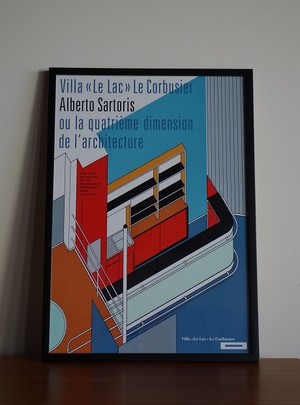 Villa «Le Lac» Le Corbusier
Alberto Sartoris
ou la quatrième dimension
de l'architecture
Villa «Le Lac» Le Corbusier